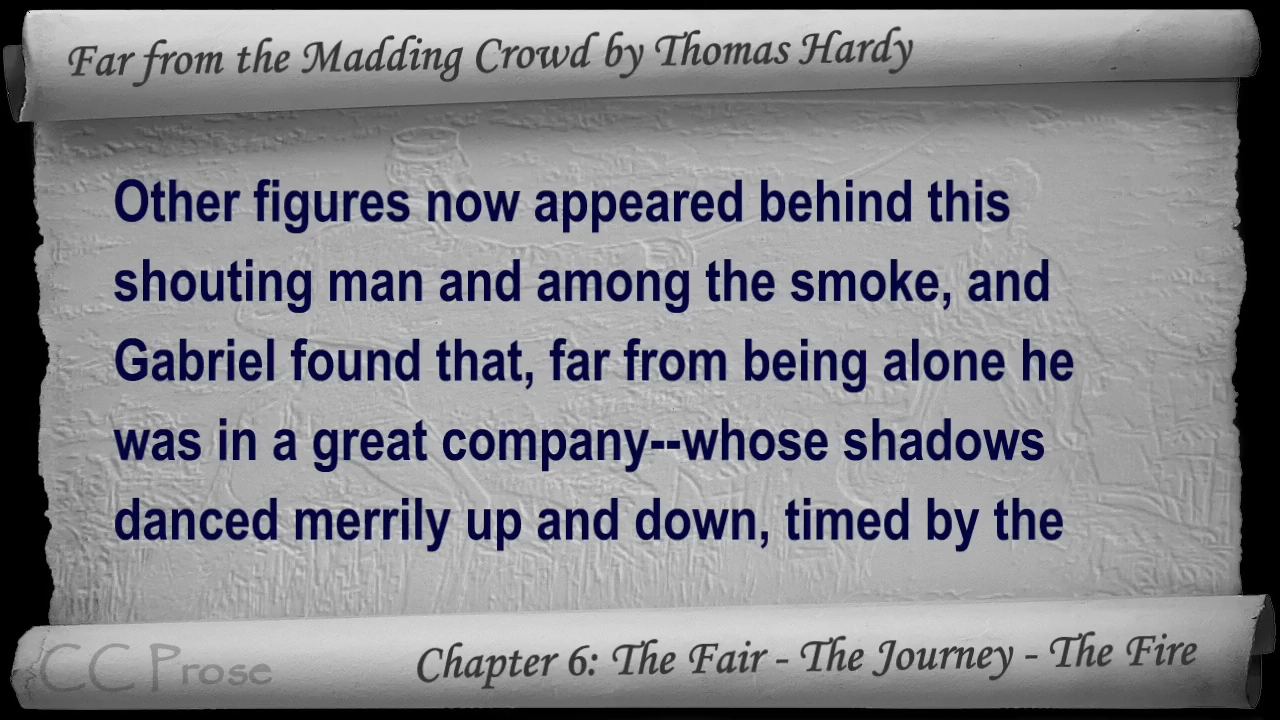 Far from the Madding Crowd by Thomas Hardy
Other figures now appeared behind this
shouting man and among the smoke, and
Gabriel found that, far from being alone he
was in a great company--whose shadows
danced merrily up and down, timed by the
CC Prose
Chapter 6: The Fair - The Journey - The Fire